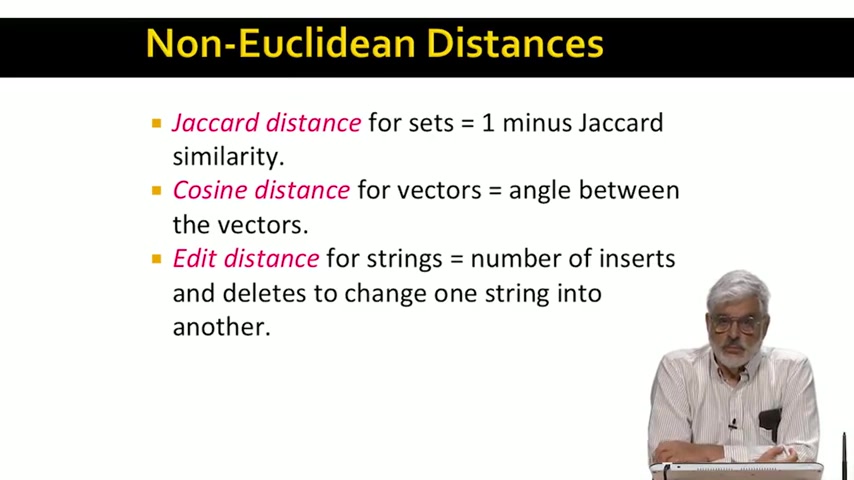 Non-Euclidean Distances
Jaccard distance for sets = 1 minus Jaccard
similarity.
Cosine distance for vectors = angle between
the vectors.
Edit distance for strings = number of inserts
and deletes to change one string into
another.